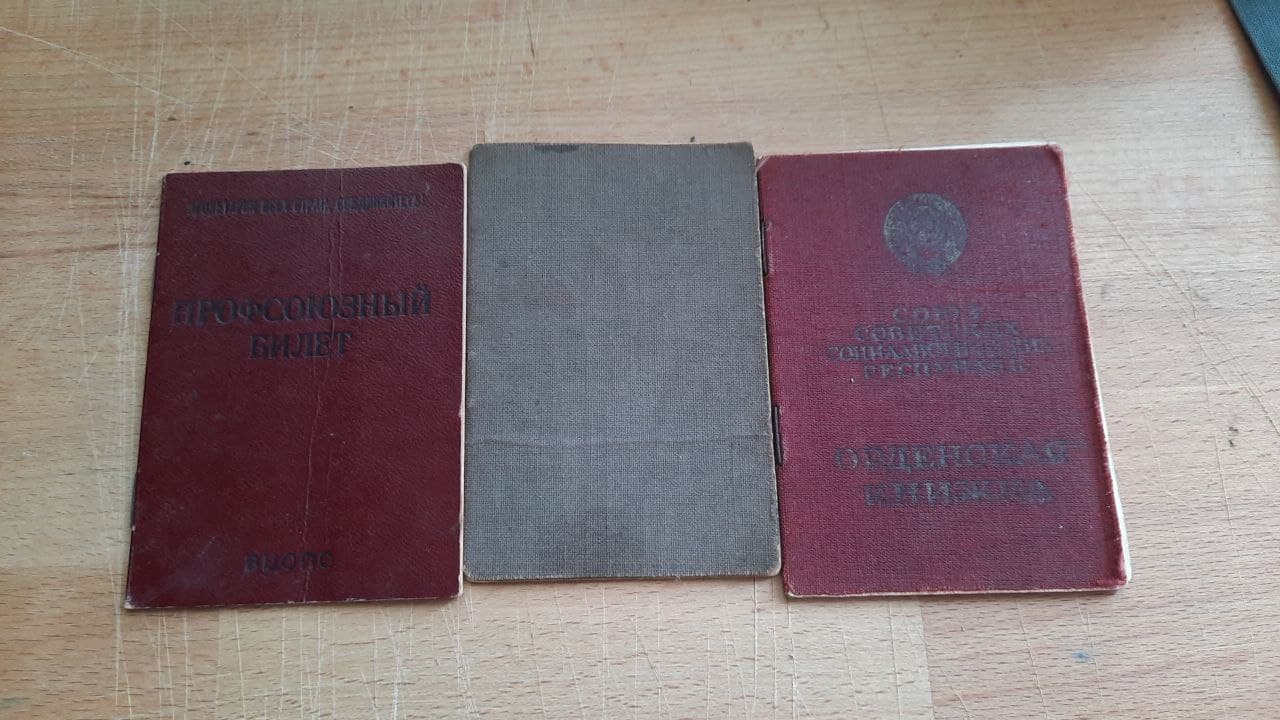 ПРОЛЕТАРИИ ВСЕХ СТРАН, СОЕДИНЯЙТЕСЬ!
ПРОФСОЮЗНЫЙ
БИЛЕТ
ВЦСПС
СОЮЗ
СОВЕТСКИХ
СОЦИАЛИСТИЧЕСКИХ
РЕСПУБЛИК
ОРДЕНСКАЯ
КНИЖКА